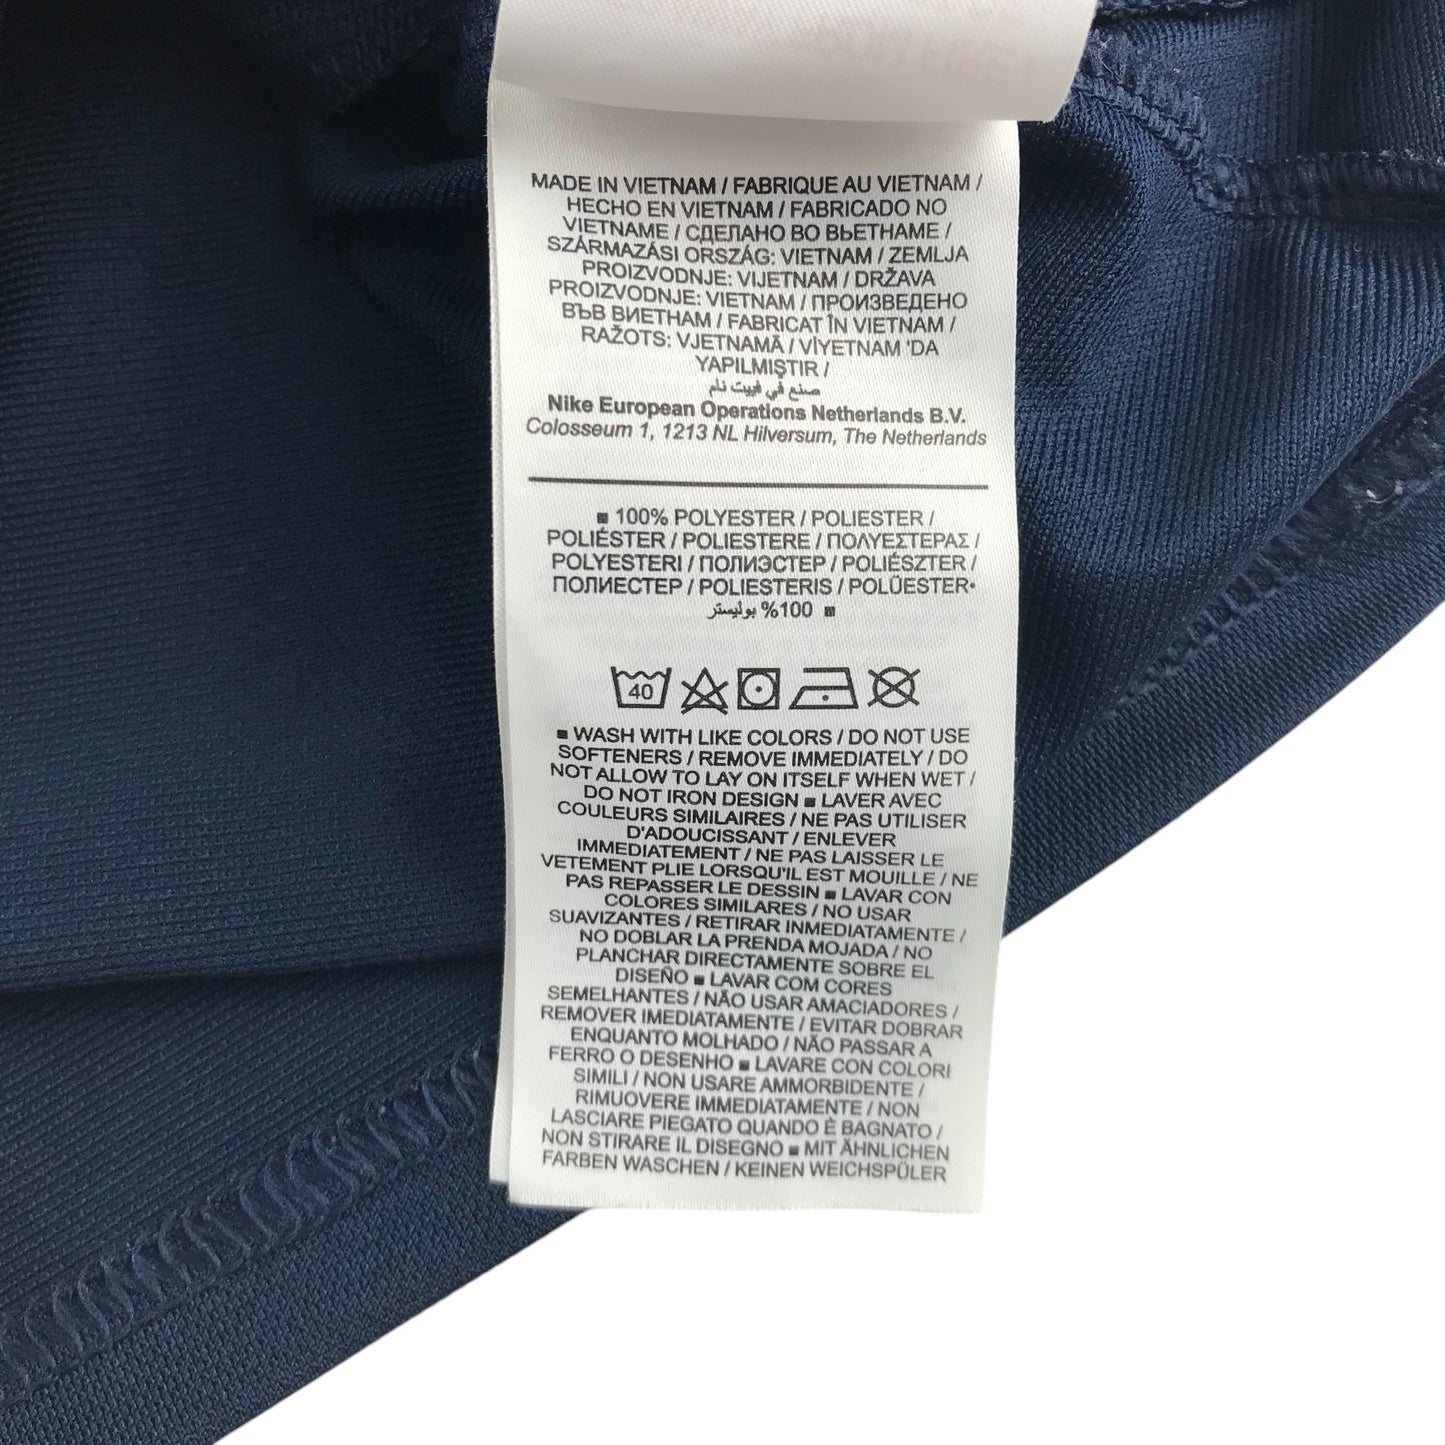 MADE IN VIETNAM / FABRIQUE AU VIETNAM /
HECHO EN VIETNAM / FABRICADO NO
VIETNAME / СДЕЛАНО ВО ВЬЕТНАМЕ /
SZÁRMAZÁSI ORSZÁG: VIETNAM / ZEMLJA
PROIZVODNJE: VIJETNAM / DRŽAVA
PROIZVODNJE: VIETNAM / ПРОИЗВЕДЕНО
ВЪВ ВИЕТНАМ / FABRICAT ÎN VIETNAM /
RAŽOTS: VJETNAMĀ / VİYETNAM 'DA
YAPILMIŞTIR /
صنع في فييت نام
Nike European Operations Netherlands B.V.
Colosseum 1, 1213 NL Hilversum, The Netherlands
■ 100% POLYESTER / POLIESTER /
POLIÉSTER / POLIESTERE / ΠΟΛΥΕΣΤΕΡΑΣ /
POLYESTERI / ПОЛИЭСТЕР / POLIÉSZTER /
ПОЛИЕСТЕР / POLIESTERIS / POLÜESTER•
■ 100% بوليستر
40
■ WASH WITH LIKE COLORS / DO NOT USE
SOFTENERS / REMOVE IMMEDIATELY / DO
NOT ALLOW TO LAY ON ITSELF WHEN WET /
DO NOT IRON DESIGN ■ LAVER AVEC
COULEURS SIMILAIRES / NE PAS UTILISER
D'ADOUCISSANT / ENLEVER
IMMEDIATEMENT / NE PAS LAISSER LE
VETEMENT PLIE LORSQU'IL EST MOUILLE / NE
PAS REPASSER LE DESSIN ■ LAVAR CON
COLORES SIMILARES / NO USAR
SUAVIZANTES / RETIRAR INMEDIATAMENTE /
NO DOBLAR LA PRENDA MOJADA / NO
PLANCHAR DIRECTAMENTE SOBRE EL
DISEÑO ■ LAVAR COM CORES
SEMELHANTES / NÃO USAR AMACIADORES /
REMOVER IMEDIATAMENTE / EVITAR DOBRAR
ENQUANTO MOLHADO / NÃO PASSAR A
FERRO O DESENHO ■ LAVARE CON COLORI
SIMILI / NON USARE AMMORBIDENTE /
RIMUOVERE IMMEDIATAMENTE / NON
LASCIARE PIEGATO QUANDO È BAGNATO /
NON STIRARE IL DISEGNO ■ MIT ÄHNLICHEN
FARBEN WASCHEN / KEINEN WEICHSPÜLER